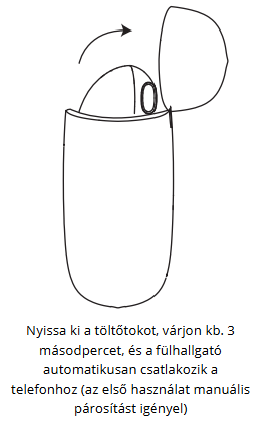 Nyissa ki a töltőtokot, várjon kb. 3
másodpercet, és a fülhallgató
automatikusan csatlakozik a
telefonhoz (az első használat manuális
párosítást igényel)